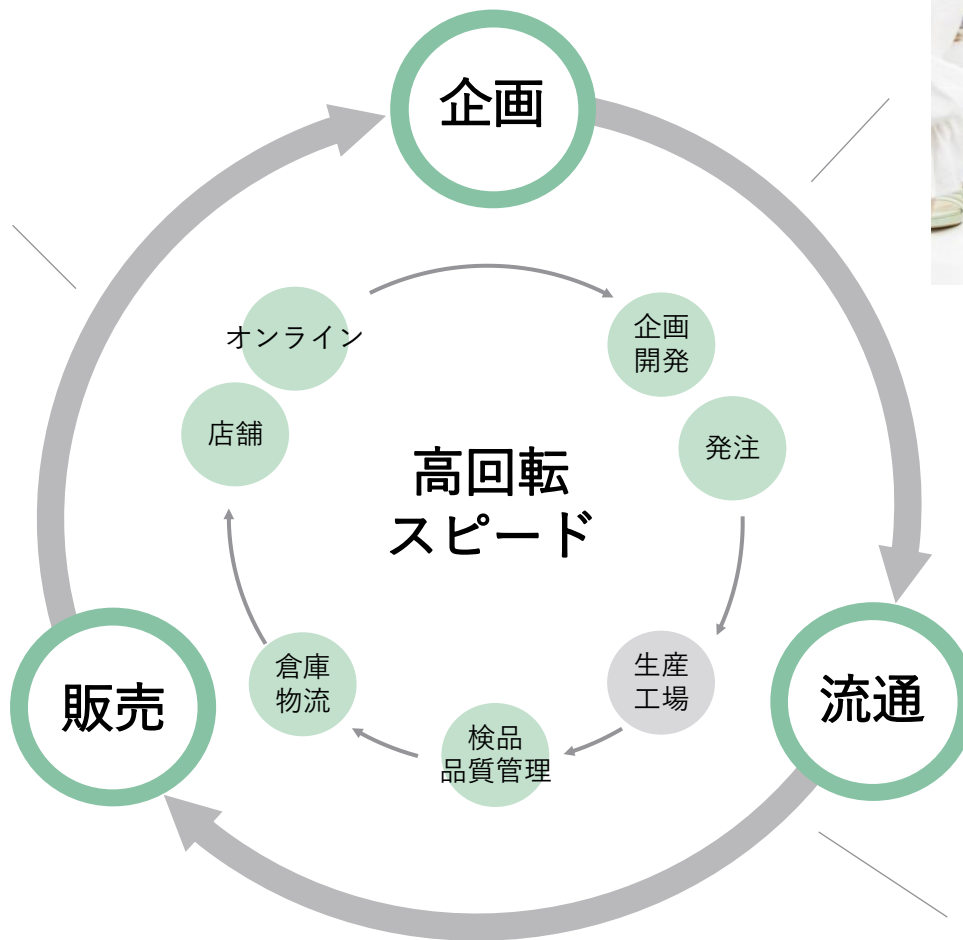 企画
オンライン
企画
開発
店舗
発注
高回転
スピード
生産
工場
倉庫
物流
検品
品質管理
販売
流通